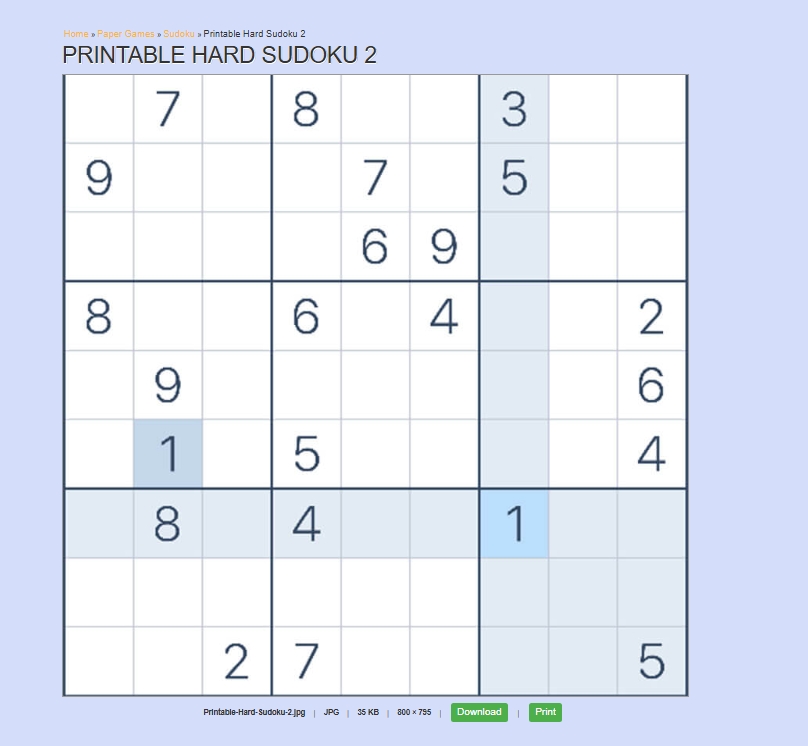 Home » Paper Games » Sudoku » Printable Hard Sudoku 2
PRINTABLE HARD SUDOKU 2
7 8 3
9 7 5
6 9
8 6 4 2
9 6
1 5 4
8 4 1
2 7 5
Printable-Hard-Sudoku-2.jpg | JPG | 35 KB | 800 × 795 | Download | Print